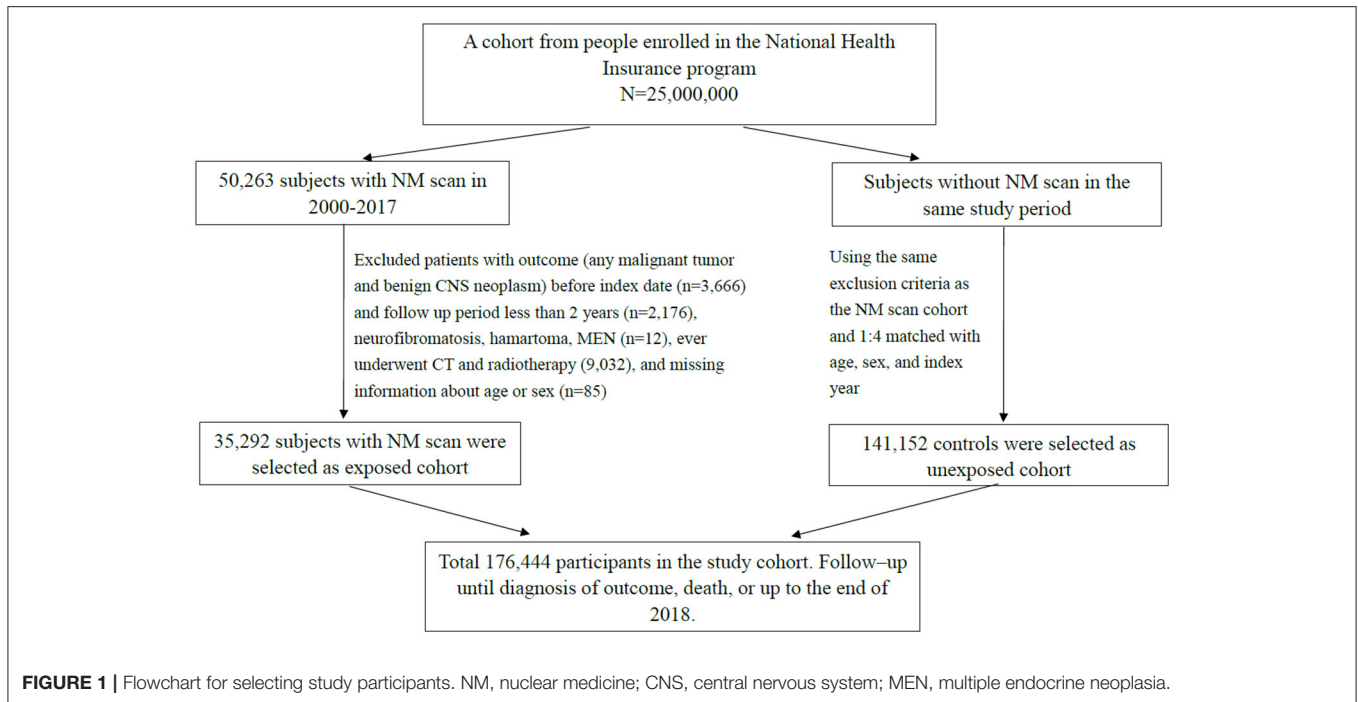 A cohort from people enrolled in the National Health
Insurance program
N=25,000,000
50,263 subjects with NM scan in
2000-2017
Subjects without NM scan in the
same study period
Excluded patients with outcome (any malignant tumor
and benign CNS neoplasm) before index date (n=3,666)
and follow up period less than 2 years (n=2,176),
neurofibromatosis, hamartoma, MEN (n=12), ever
underwent CT and radiotherapy (9,032), and missing
information about age or sex (n=85)
Using the same
exclusion criteria as
the NM scan cohort
and 1:4 matched with
age, sex, and index
year
35,292 subjects with NM scan were
selected as exposed cohort
141,152 controls were selected as
unexposed cohort
Total 176,444 participants in the study cohort. Follow–up
until diagnosis of outcome, death, or up to the end of
2018.
FIGURE 1 | Flowchart for selecting study participants. NM, nuclear medicine; CNS, central nervous system; MEN, multiple endocrine neoplasia.